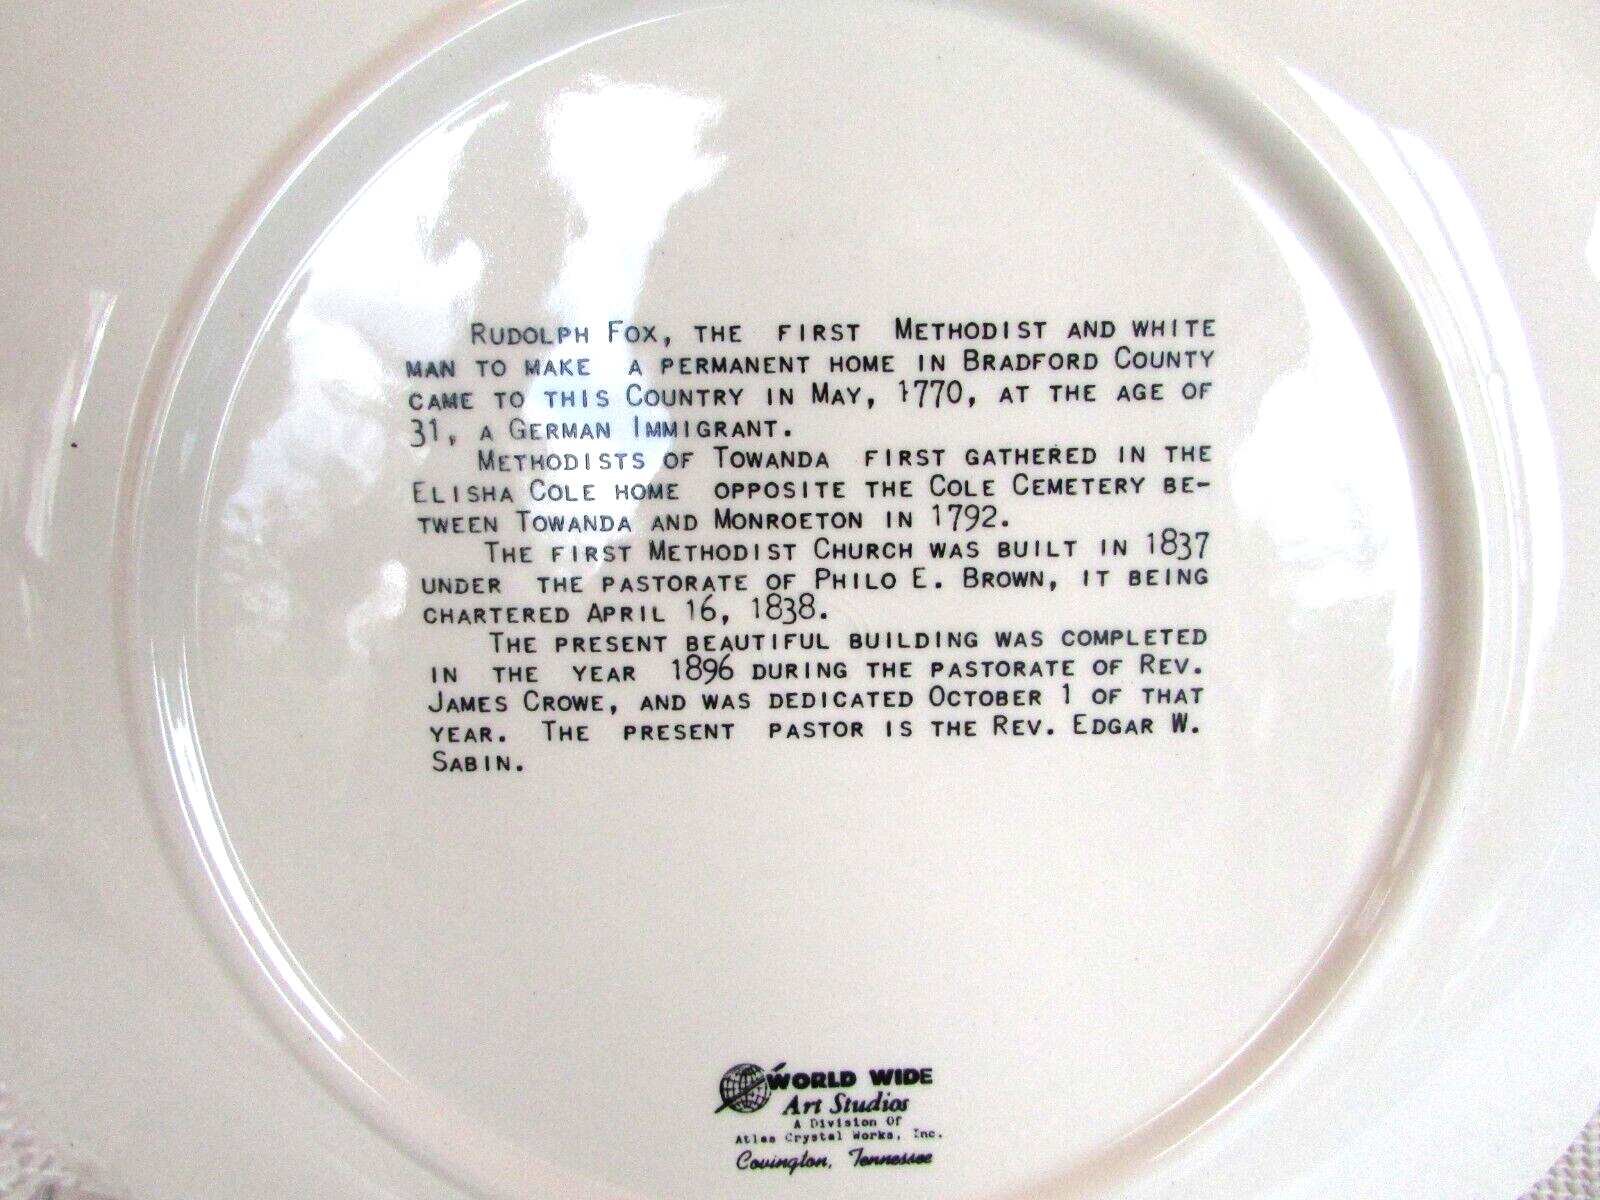 Rudolph Fox, the first Methodist and white
man to make a permanent home in Bradford County
came to this Country in May, 1770, at the age of
31, a German Immigrant.
Methodists of Towanda first gathered in the
Elisha Cole home opposite the Cole Cemetery be-
tween Towanda and Monroeton in 1792.
The first Methodist Church was built in 1837
under the pastorate of Philo E. Brown, it being
chartered April 16, 1838.
The present beautiful building was completed
in the year 1896 during the pastorate of Rev.
James Crowe, and was dedicated October 1 of that
year. The present pastor is the Rev. Edgar W.
Sabin.
WORLD WIDE
Art Studios
A Division Of
Atlas Crystal Works, Inc.
Covington, Tennessee